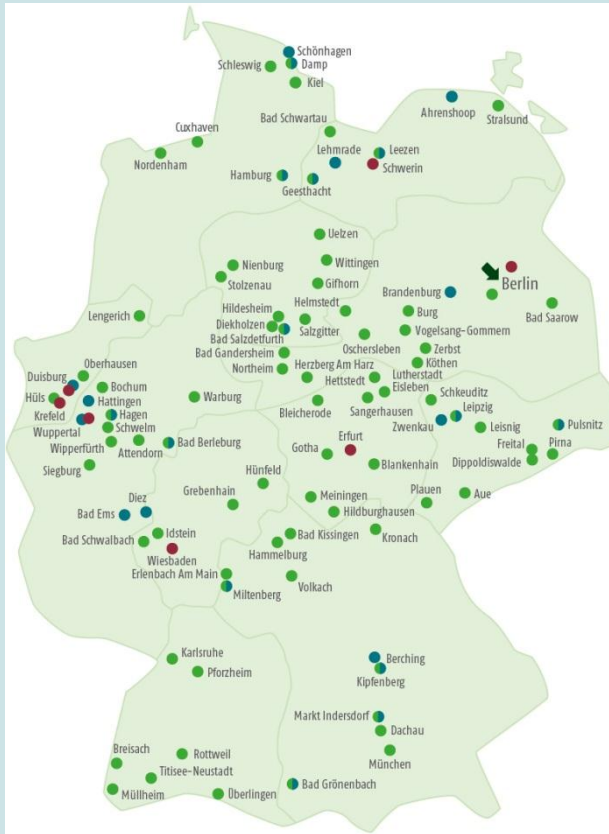 Schönhagen
Damp
Schleswig
Kiel
Ahrenshoop
Stralsund
Cuxhaven
Bad Schwartau
Nordenham
Lehmrade
Leezen
Schwerin
Hamburg
Geesthacht
Uelzen
Nienburg
Wittingen
Stolzenau
Gifhorn
Berlin
Brandenburg
Bad Saarow
Hildesheim
Helmstedt
Burg
Lengerich
Diekholzen
Salzgitter
Vogelsang-Gommern
Bad Salzdetfurth
Oschersleben
Zerbst
Bad Gandersheim
Köthen
Oberhausen
Northeim
Herzberg Am Harz
Lutherstadt
Eisleben
Duisburg
Bochum
Hettstedt
Schkeuditz
Hüls
Hattingen
Warburg
Bleicherode
Sangerhausen
Leipzig
Krefeld
Hagen
Zwenkau
Leisnig
Pulsnitz
Wuppertal
Schwelm
Erfurt
Freital
Pirna
Wipperfürth
Attendorn
Bad Berleburg
Gotha
Dippoldiswalde
Siegburg
Blankenhain
Hünfeld
Grebenhain
Meiningen
Plauen
Aue
Diez
Hildburghausen
Bad Ems
Bad Schwalbach
Idstein
Bad Kissingen
Kronach
Wiesbaden
Hammelburg
Erlenbach Am Main
Volkach
Miltenberg
Karlsruhe
Berching
Pforzheim
Kipfenberg
Markt Indersdorf
Dachau
Breisach
Rottweil
München
Titisee-Neustadt
Müllheim
Überlingen
Bad Grönenbach